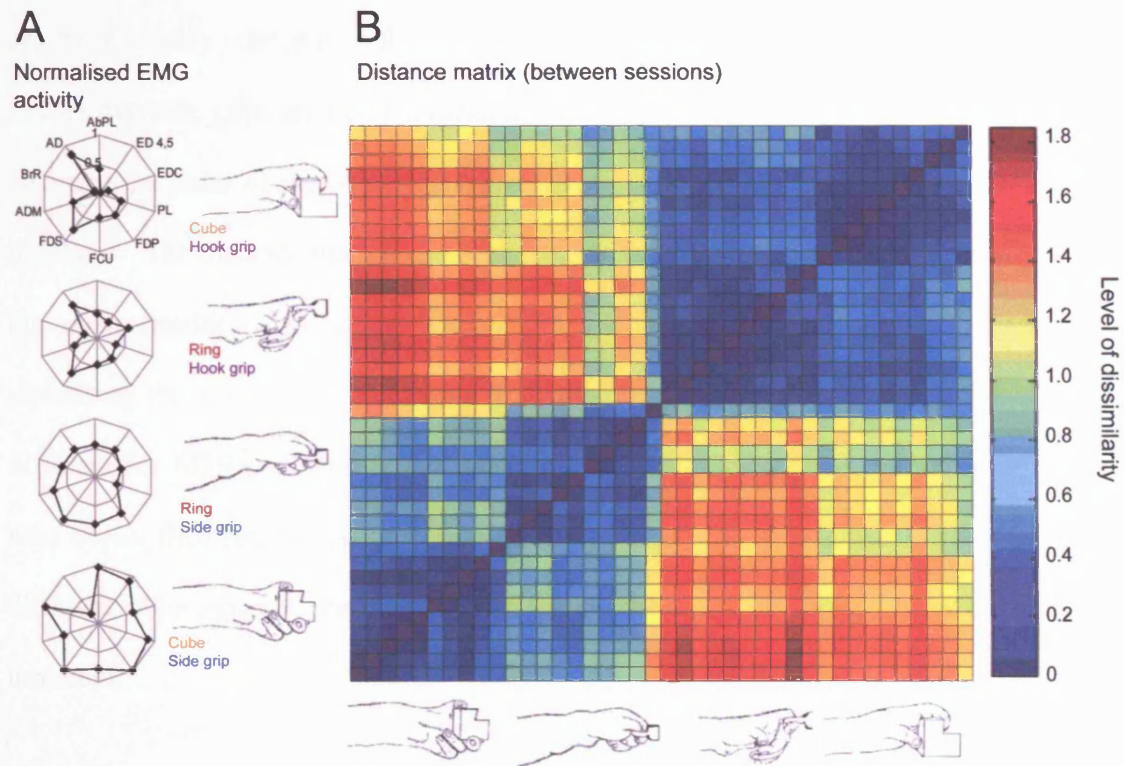 A
Normalised EMG
activity
AbPL
1
AD
ED 4,5
0.5
BrR
EDC
ADM
PL
FDS
FDP
FCU
Cube
Hook grip
Ring
Hook grip
Ring
Side grip
Cube
Side grip
B
Distance matrix (between sessions)
1.8
1.6
1.4
1.2
1.0
0.8
0.6
0.4
0.2
0
Level of dissimilarity